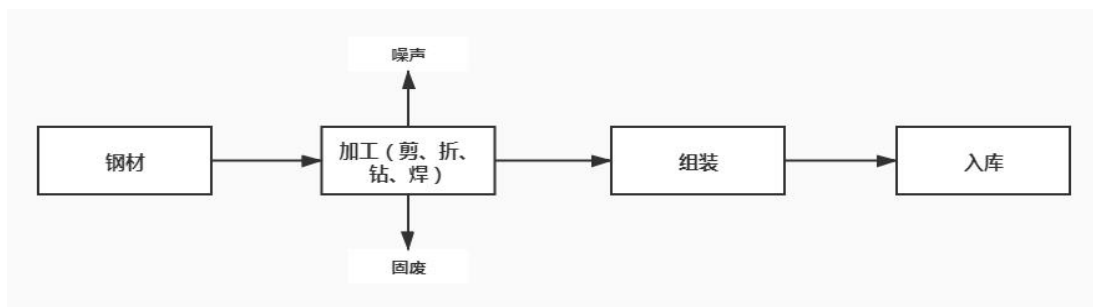 噪声
钢材
加工（剪、折、
钻、焊）
组装
入库
固废